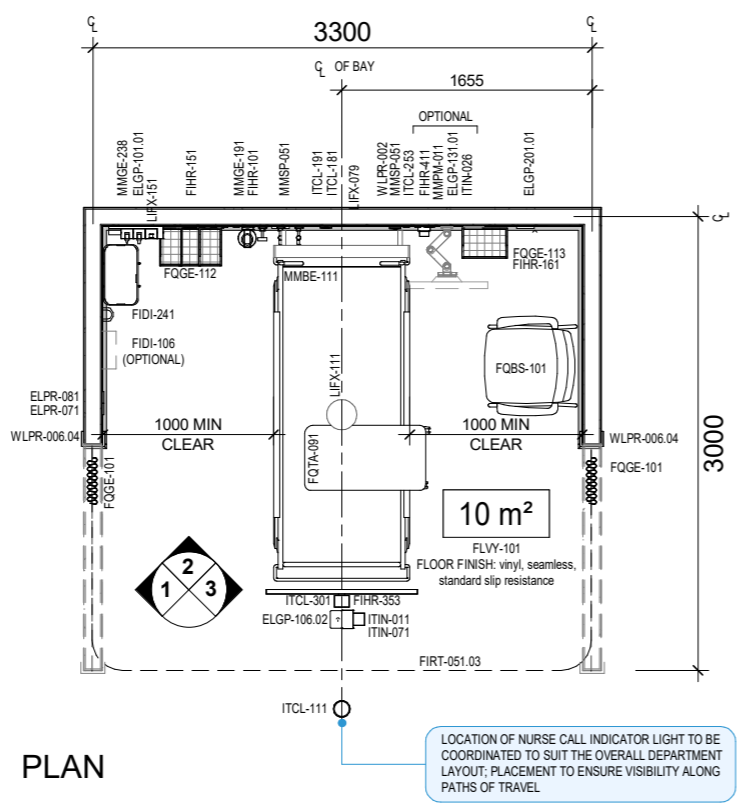 ℄
℄
3300
℄ OF BAY
1655
OPTIONAL
MMGE-238
ELGP-101.01
LIFX-151
FIHR-151
MMGE-191
FIHR-101
MMSP-051
ITCL-191
ITCL-181
LIFX-079
WLPR-002
MMSP-051
ITCL-253
FIHR-411
MMPM-011
ELGP-131.01
ITIN-026
ELGP-201.01
℄
FQGE-112
MMBE-111
FQGE-113
FIHR-161
FIDI-241
FIDI-106
(OPTIONAL)
LIFX-111
FQBS-101
ELPR-081
ELPR-071
WLPR-006.04
1000 MIN
CLEAR
1000 MIN
CLEAR
WLPR-006.04
3000
FQGE-101
FQTA-091
FQGE-101
10 m²
FLVY-101
FLOOR FINISH: vinyl, seamless,
standard slip resistance
2
1
3
ITCL-301
FIHR-353
ELGP-106.02
ITIN-011
ITIN-071
FIRT-051.03
ITCL-111
LOCATION OF NURSE CALL INDICATOR LIGHT TO BE
COORDINATED TO SUIT THE OVERALL DEPARTMENT
LAYOUT; PLACEMENT TO ENSURE VISIBILITY ALONG
PATHS OF TRAVEL
PLAN